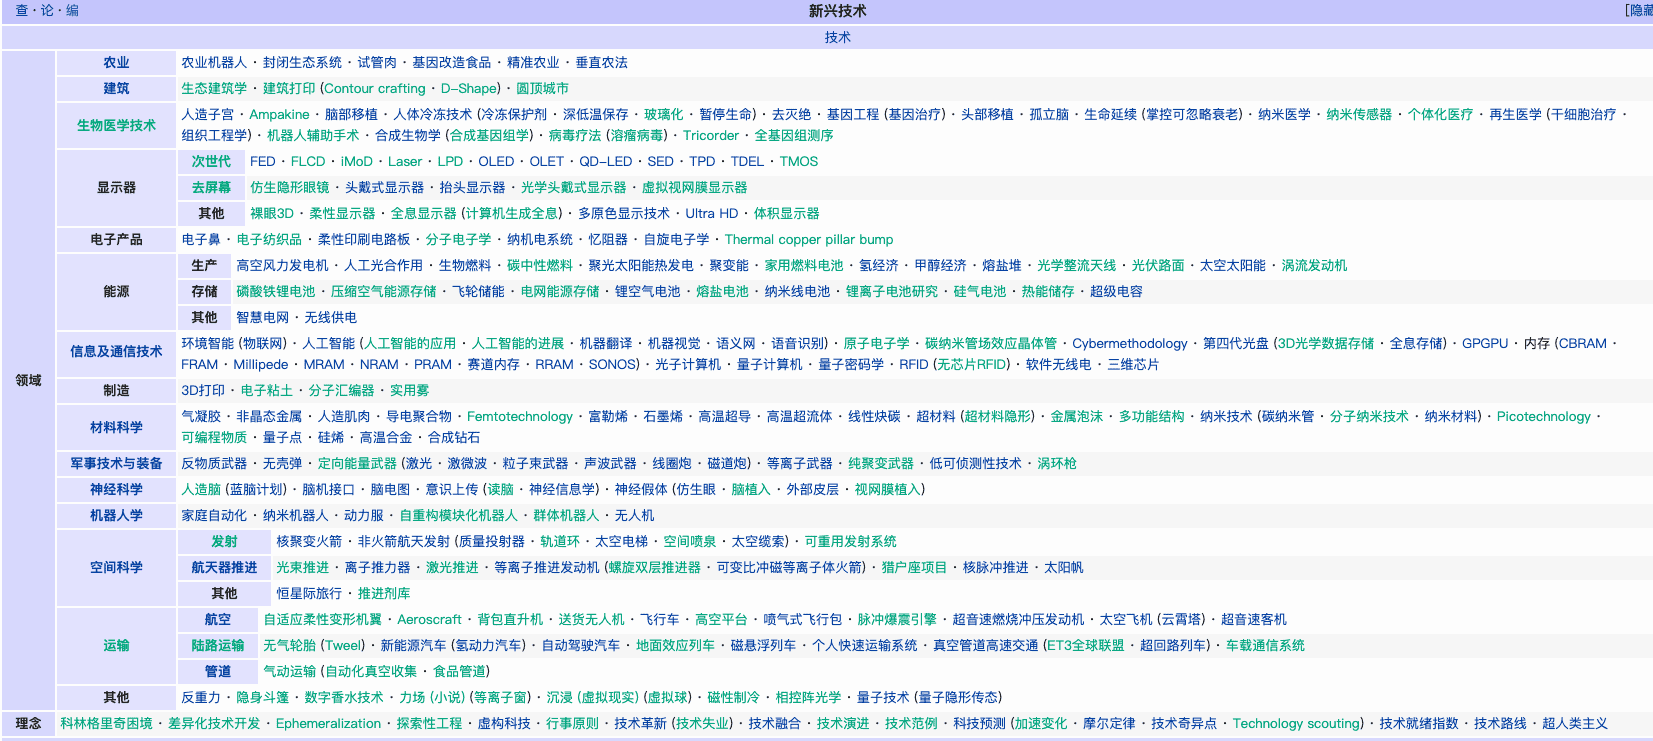 查·论·编
新兴技术
[隐藏
技术
领域
农业
农业机器人 · 封闭生态系统 · 试管肉 · 基因改造食品 · 精准农业 · 垂直农法
建筑
生态建筑学 · 建筑打印 (Contour crafting · D-Shape) · 圆顶城市
生物医学技术
人造子宫 · Ampakine · 脑部移植 · 人体冷冻技术 (冷冻保护剂 · 深低温保存 · 玻璃化 · 暂停生命) · 去灭绝 · 基因工程 (基因治疗) · 头部移植 · 孤立脑 · 生命延续 (掌控可忽略衰老) · 纳米医学 · 纳米传感器 · 个体化医疗 · 再生医学 (干细胞治疗 ·
组织工程学) · 机器人辅助手术 · 合成生物学 (合成基因组学) · 病毒疗法 (溶瘤病毒) · Tricorder · 全基因组测序
显示器
次世代
FED · FLCD · iMoD · Laser · LPD · OLED · OLET · QD-LED · SED · TPD · TDEL · TMOS
去屏幕
仿生隐形眼镜 · 头戴式显示器 · 抬头显示器 · 光学头戴式显示器 · 虚拟视网膜显示器
其他
裸眼3D · 柔性显示器 · 全息显示器 (计算机生成全息) · 多原色显示技术 · Ultra HD · 体积显示器
电子产品
电子鼻 · 电子纺织品 · 柔性印刷电路板 · 分子电子学 · 纳机电系统 · 忆阻器 · 自旋电子学 · Thermal copper pillar bump
能源
生产
高空风力发电机 · 人工光合作用 · 生物燃料 · 碳中性燃料 · 聚光太阳能热发电 · 聚变能 · 家用燃料电池 · 氢经济 · 甲醇经济 · 熔盐堆 · 光学整流天线 · 光伏路面 · 太空太阳能 · 涡流发动机
存储
磷酸铁锂电池 · 压缩空气能源存储 · 飞轮储能 · 电网能源存储 · 锂空气电池 · 熔盐电池 · 纳米线电池 · 锂离子电池研究 · 硅气电池 · 热能储存 · 超级电容
其他
智慧电网 · 无线供电
信息及通信技术
环境智能 (物联网) · 人工智能 (人工智能的应用 · 人工智能的进展 · 机器翻译 · 机器视觉 · 语义网 · 语音识别) · 原子电子学 · 碳纳米管场效应晶体管 · Cybermethodology · 第四代光盘 (3D光学数据存储 · 全息存储) · GPGPU · 内存 (CBRAM ·
FRAM · Millipede · MRAM · NRAM · PRAM · 赛道内存 · RRAM · SONOS) · 光子计算机 · 量子计算机 · 量子密码学 · RFID (无芯片RFID) · 软件无线电 · 三维芯片
制造
3D打印 · 电子粘土 · 分子汇编器 · 实用雾
材料科学
气凝胶 · 非晶态金属 · 人造肌肉 · 导电聚合物 · Femtotechnology · 富勒烯 · 石墨烯 · 高温超导 · 高温超流体 · 线性炔碳 · 超材料 (超材料隐形) · 金属泡沫 · 多功能结构 · 纳米技术 (碳纳米管 · 分子纳米技术 · 纳米材料) · Picotechnology ·
可编程物质 · 量子点 · 硅烯 · 高温合金 · 合成钻石
军事技术与装备
反物质武器 · 无壳弹 · 定向能量武器 (激光 · 激微波 · 粒子束武器 · 声波武器 · 线圈炮 · 磁道炮) · 等离子武器 · 纯聚变武器 · 低可侦测性技术 · 涡环枪
神经科学
人造脑 (蓝脑计划) · 脑机接口 · 脑电图 · 意识上传 (读脑 · 神经信息学) · 神经假体 (仿生眼 · 脑植入 · 外部皮层 · 视网膜植入)
机器人学
家庭自动化 · 纳米机器人 · 动力服 · 自重构模块化机器人 · 群体机器人 · 无人机
空间科学
发射
核聚变火箭 · 非火箭航天发射 (质量投射器 · 轨道环 · 太空电梯 · 空间喷泉 · 太空缆索) · 可重用发射系统
航天器推进
光束推进 · 离子推力器 · 激光推进 · 等离子推进发动机 (螺旋双层推进器 · 可变比冲磁等离子体火箭) · 猎户座项目 · 核脉冲推进 · 太阳帆
其他
恒星际旅行 · 推进剂库
运输
航空
自适应柔性变形机翼 · Aeroscraft · 背包直升机 · 送货无人机 · 飞行车 · 高空平台 · 喷气式飞行包 · 脉冲爆震引擎 · 超音速燃烧冲压发动机 · 太空飞机 (云霄塔) · 超音速客机
陆路运输
无气轮胎 (Tweel) · 新能源汽车 (氢动力汽车) · 自动驾驶汽车 · 地面效应列车 · 磁悬浮列车 · 个人快速运输系统 · 真空管道高速交通 (ET3全球联盟 · 超回路列车) · 车载通信系统
管道
气动运输 (自动化真空收集 · 食品管道)
其他
反重力 · 隐身斗篷 · 数字香水技术 · 力场 (小说) (等离子窗) · 沉浸 (虚拟现实) (虚拟球) · 磁性制冷 · 相控阵光学 · 量子技术 (量子隐形传态)
理念
科林格里奇困境 · 差异化技术开发 · Ephemeralization · 探索性工程 · 虚构科技 · 行事原则 · 技术革新 (技术失业) · 技术融合 · 技术演进 · 技术范例 · 科技预测 (加速变化 · 摩尔定律 · 技术奇异点 · Technology scouting) · 技术就绪指数 · 技术路线 · 超人类主义